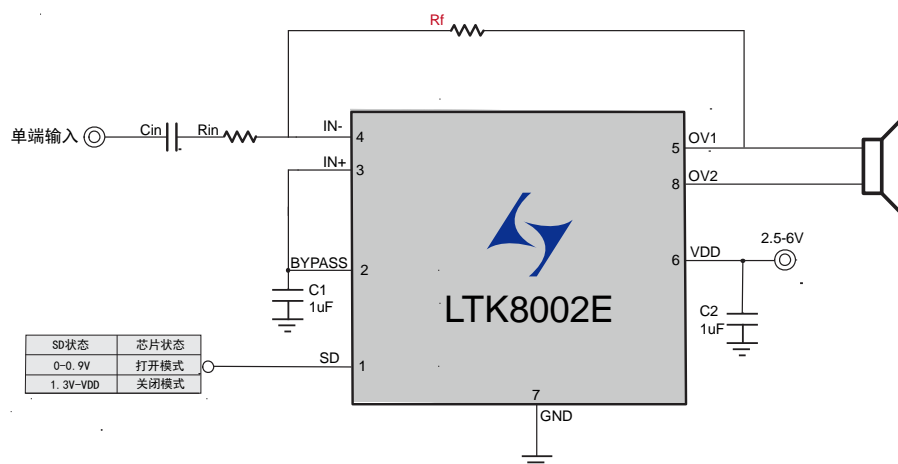 Rf
单端输入
Cin
Rin
IN-
4
IN+
3
5
OV1
8
OV2
BYPASS
2
C1
1uF
6
VDD
2.5-6V
C2
1uF
LTK8002E
SD状态 芯片状态
0-0.9V 打开模式
1.3V-VDD 关闭模式
SD
1
7
GND